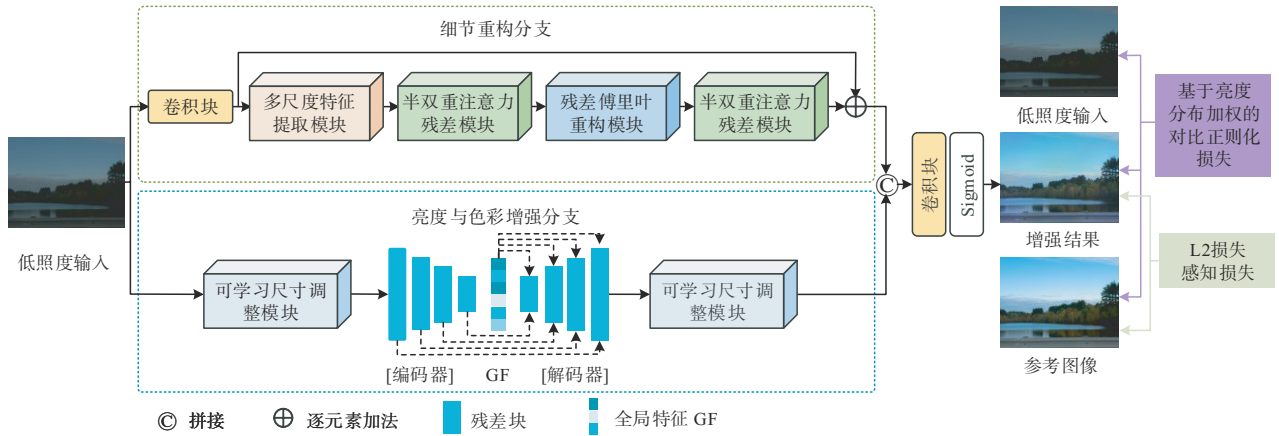 细节重构分支
卷积块
多尺度特征
提取模块
半双重注意力
残差模块
残差傅里叶
重构模块
半双重注意力
残差模块
低照度输入
亮度与色彩增强分支
可学习尺寸调
整模块
[编码器]
GF
[解码器]
可学习尺寸调
整模块
C
卷积块
Sigmoid
低照度输入
增强结果
参考图像
基于亮度
分布加权的
对比正则化
损失
L2损失
感知损失
C 拼接
逐元素加法
残差块
全局特征 GF